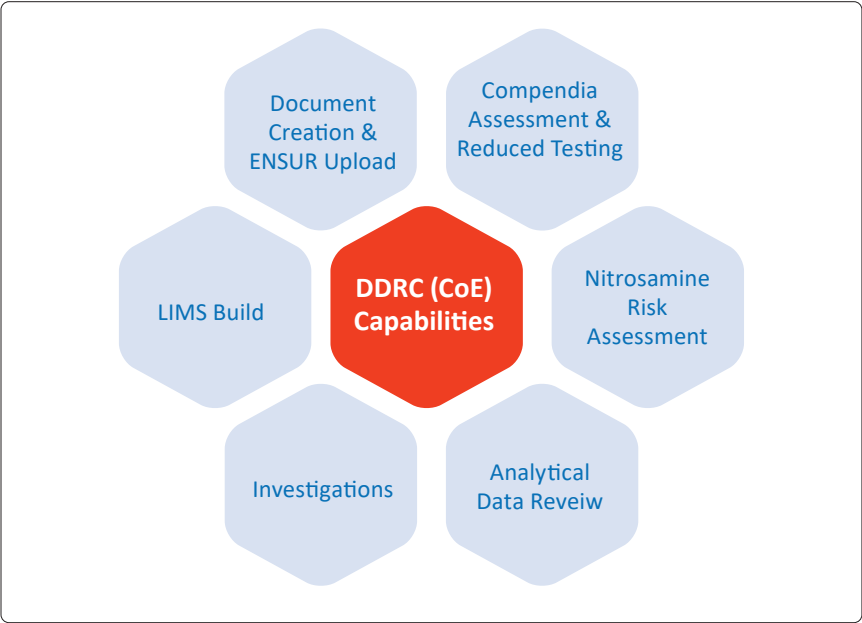 Document
Creation &
ENSUR Upload
Compendia
Assessment &
Reduced Testing
LIMS Build
DDRC (CoE)
Capabilities
Nitrosamine
Risk
Assessment
Investigations
Analytical
Data Reveiw